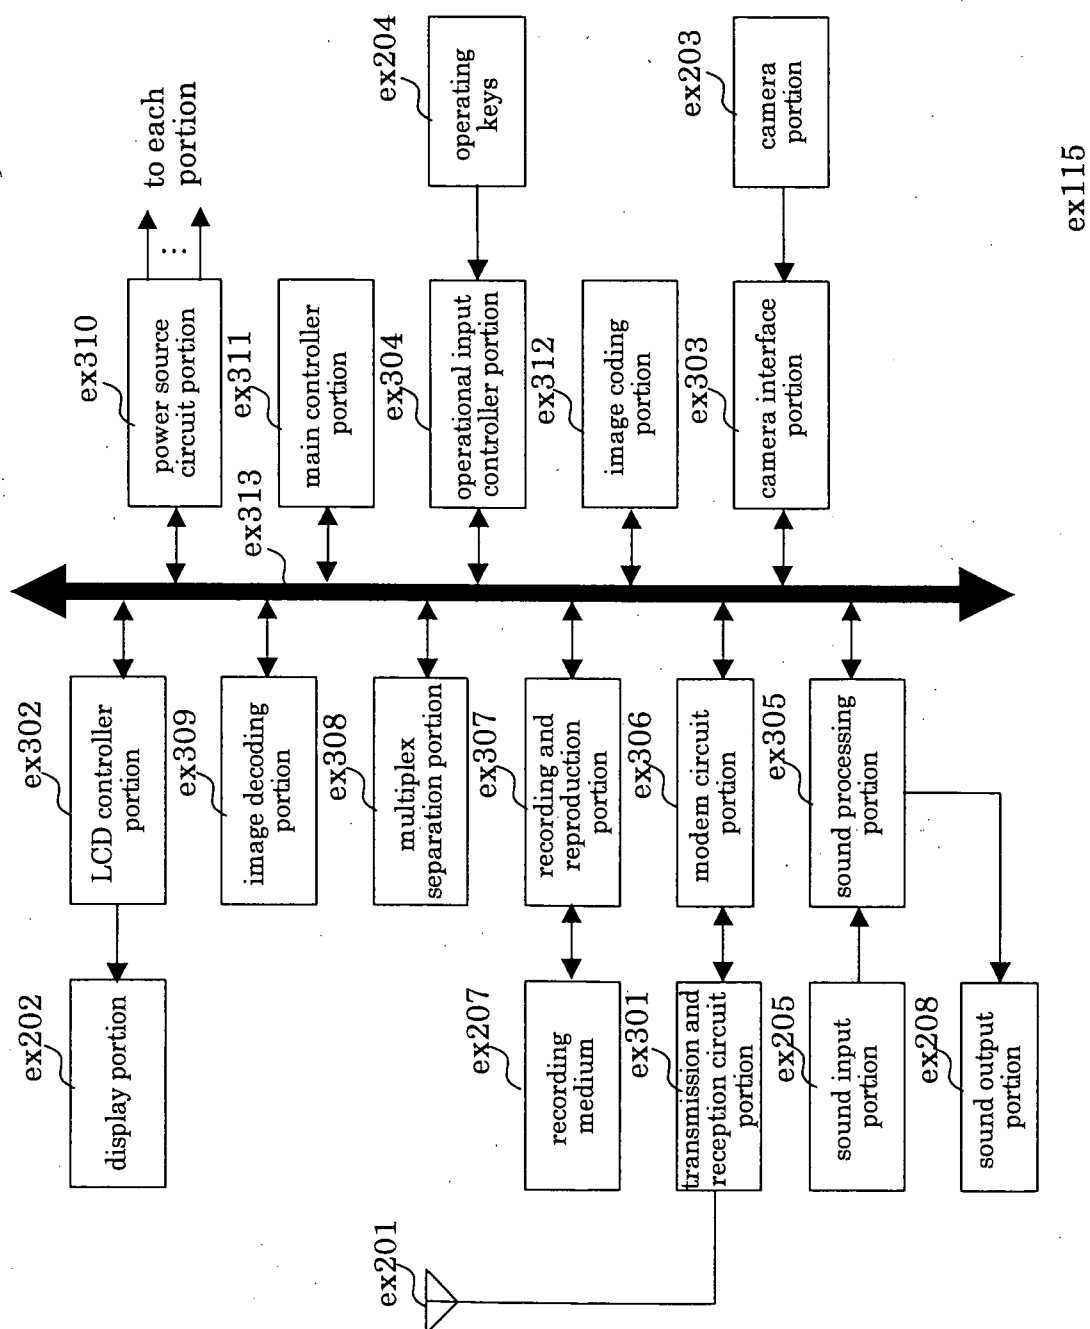 ex204
operating
keys
ex203
camera
portion
ex115
to each
portion
...
ex310
power source
circuit portion
ex311
main controller
portion
ex304
operational input
controller portion
ex312
image coding
portion
ex303
camera interface
portion
ex313
ex302
LCD controller
portion
ex309
image decoding
portion
ex308
multiplex
separation portion
ex307
recording and
reproduction
portion
ex306
modem circuit
portion
ex305
sound processing
portion
ex202
display portion
ex207
recording
medium
ex301
transmission and
reception circuit
portion
ex205
sound input
portion
ex208
sound output
portion
ex201